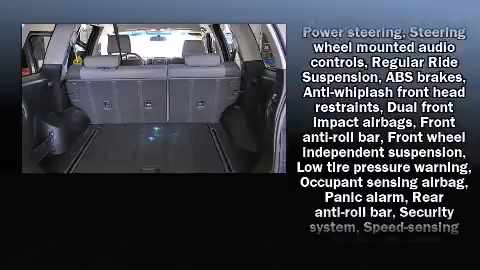 Power steering, Steering
wheel mounted audio
controls, Regular Ride
Suspension, ABS brakes,
Anti-whiplash front head
restraints, Dual front
impact airbags, Front
anti-roll bar, Front wheel
independent suspension,
Low tire pressure warning,
Occupant sensing airbag,
Panic alarm, Rear
anti-roll bar, Security
system, Speed-sensing